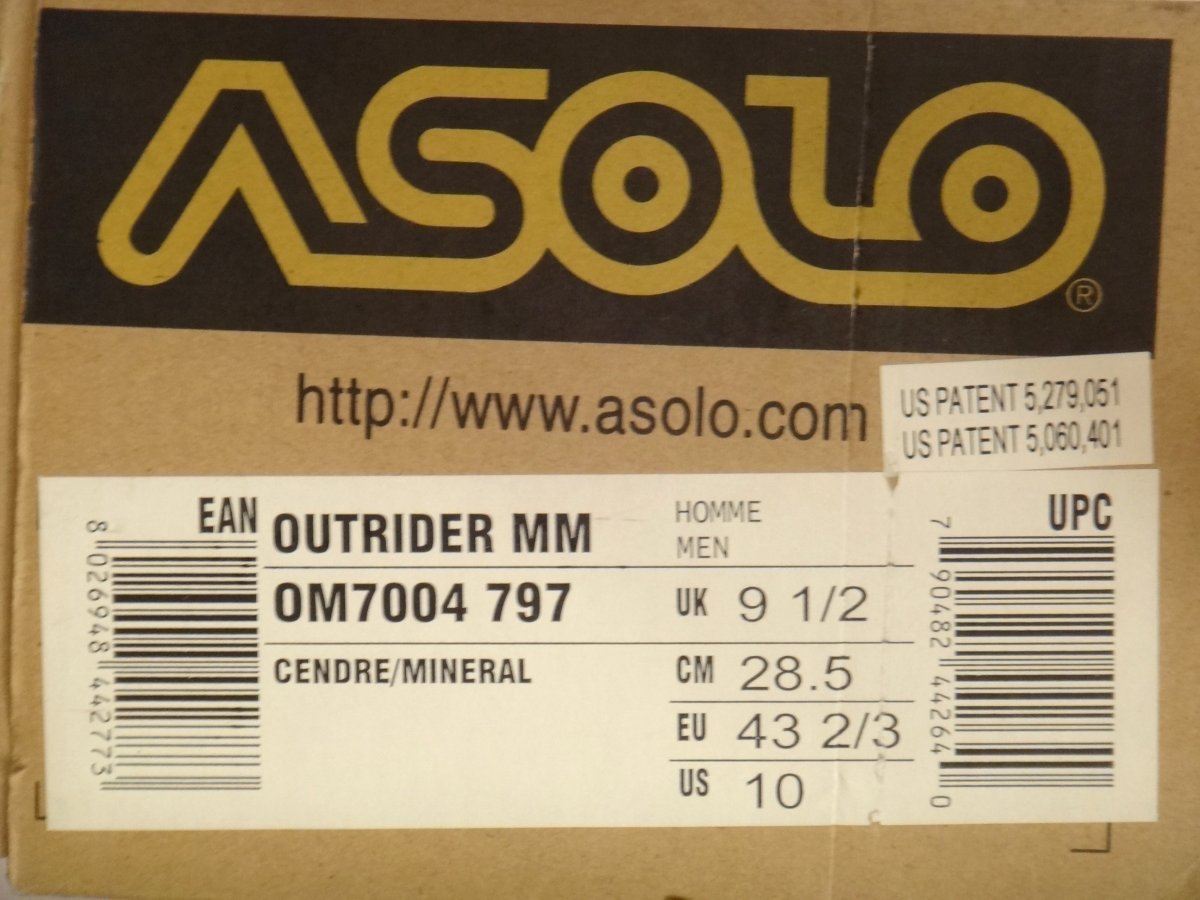 ASOLO®
http://www.asolo.com
US PATENT 5,279,051
US PATENT 5,060,401
EAN
8 026948 442773
OUTRIDER MM
OM7004 797
CENDRE/MINERAL
HOMME
MEN
UK 9 1/2
CM 28.5
EU 43 2/3
US 10
UPC
7 90482 44264 0